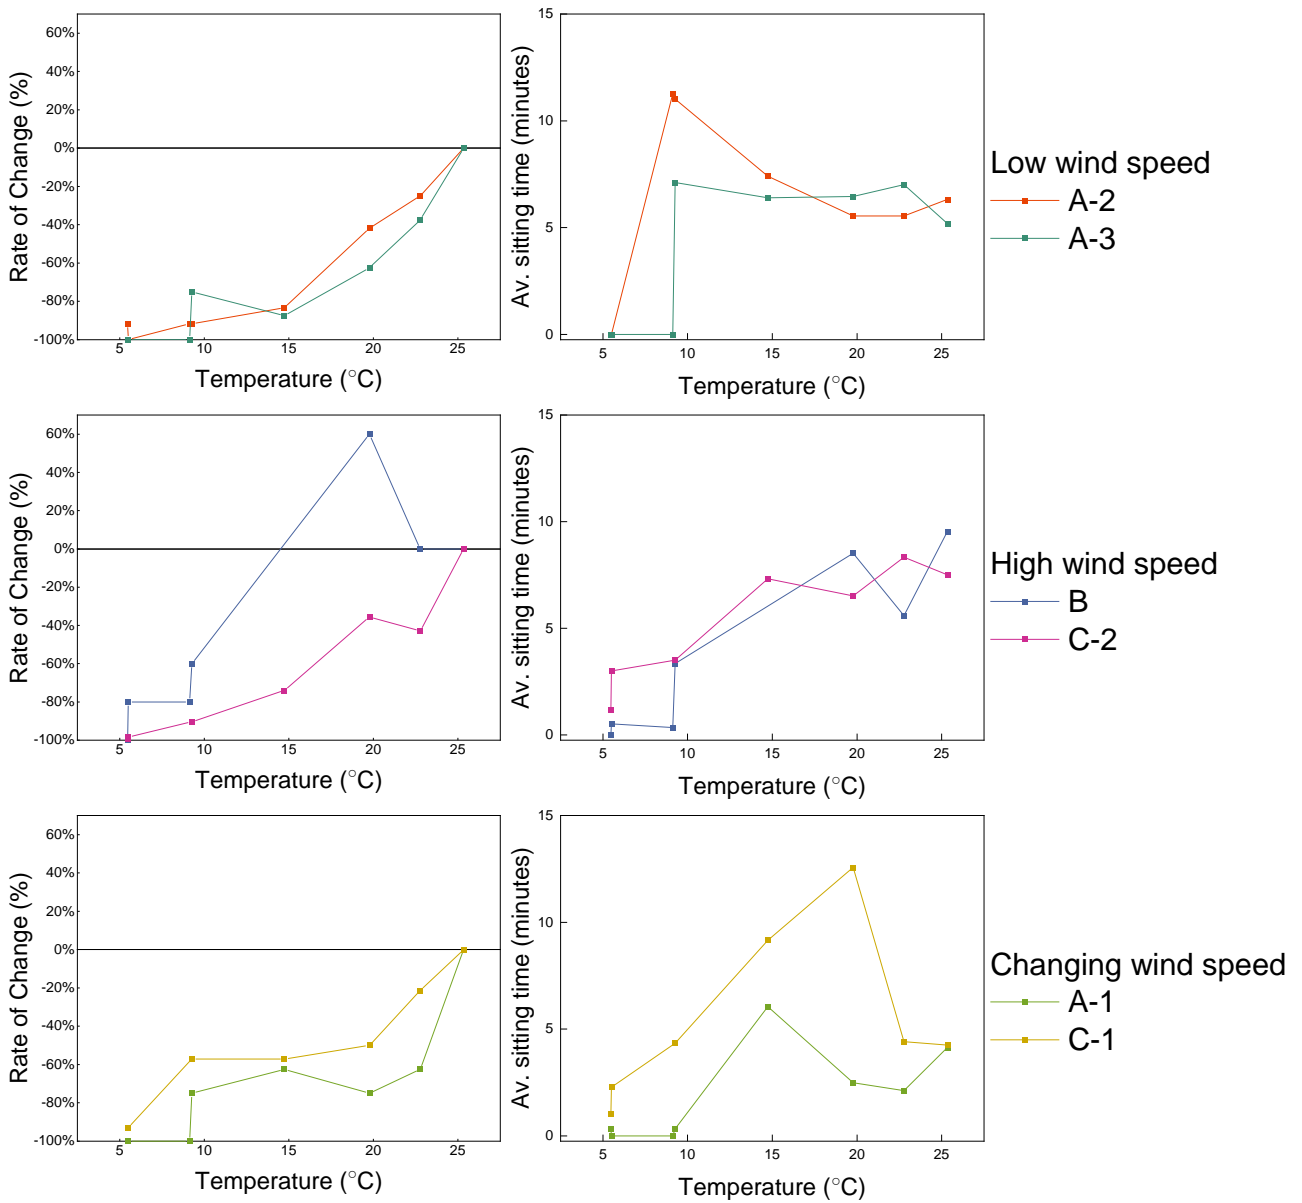 Rate of Change (%)
60%
40%
20%
0%
-20%
-40%
-60%
-80%
-100%
5 10 15 20 25
Temperature (°C)
Av. sitting time (minutes)
15
10
5
0
5 10 15 20 25
Temperature (°C)
Low wind speed
A-2
A-3
Rate of Change (%)
60%
40%
20%
0%
-20%
-40%
-60%
-80%
-100%
5 10 15 20 25
Temperature (°C)
Av. sitting time (minutes)
15
10
5
0
5 10 15 20 25
Temperature (°C)
High wind speed
B
C-2
Rate of Change (%)
60%
40%
20%
0%
-20%
-40%
-60%
-80%
-100%
5 10 15 20 25
Temperature (°C)
Av. sitting time (minutes)
15
10
5
0
5 10 15 20 25
Temperature (°C)
Changing wind speed
A-1
C-1